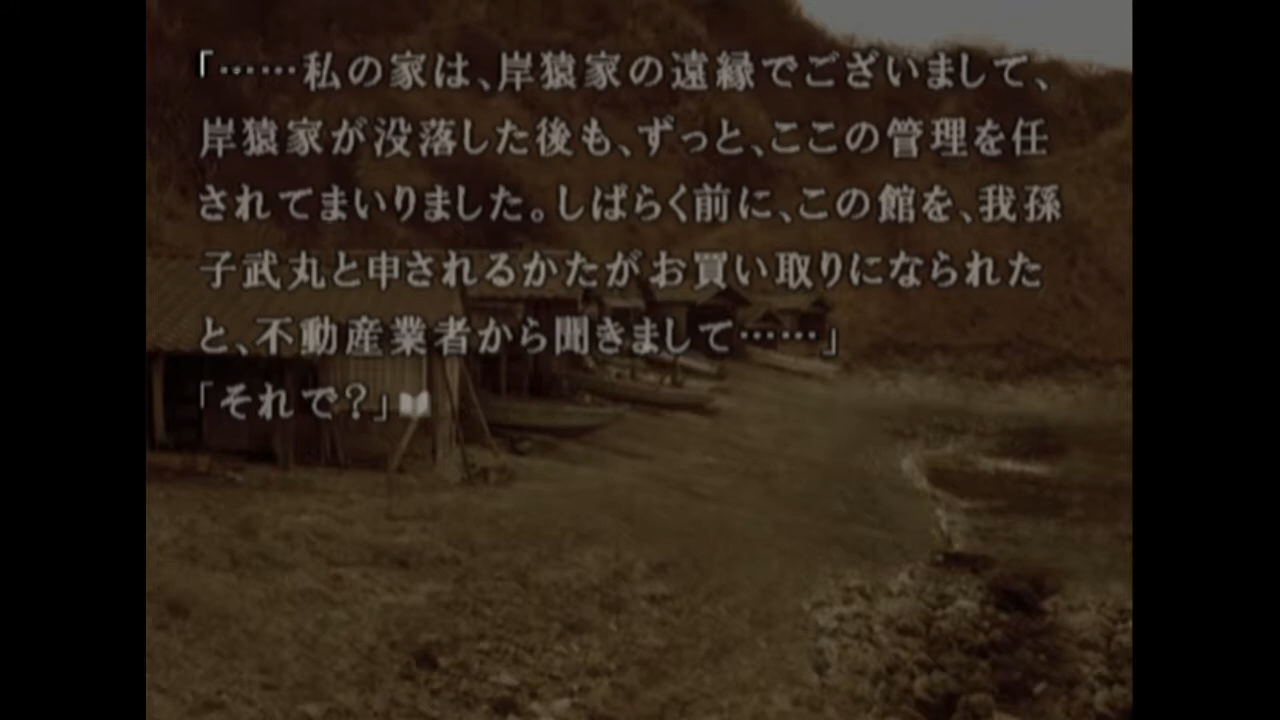 「……私の家は、岸猿家の遠縁でございまして、
岸猿家が没落した後も、ずっと、ここの管理を任
されてまいりました。しばらく前に、この館を、我孫
子武丸と申されるかたがお買い取りになられた
と、不動産業者から聞きまして……」
「それで？」